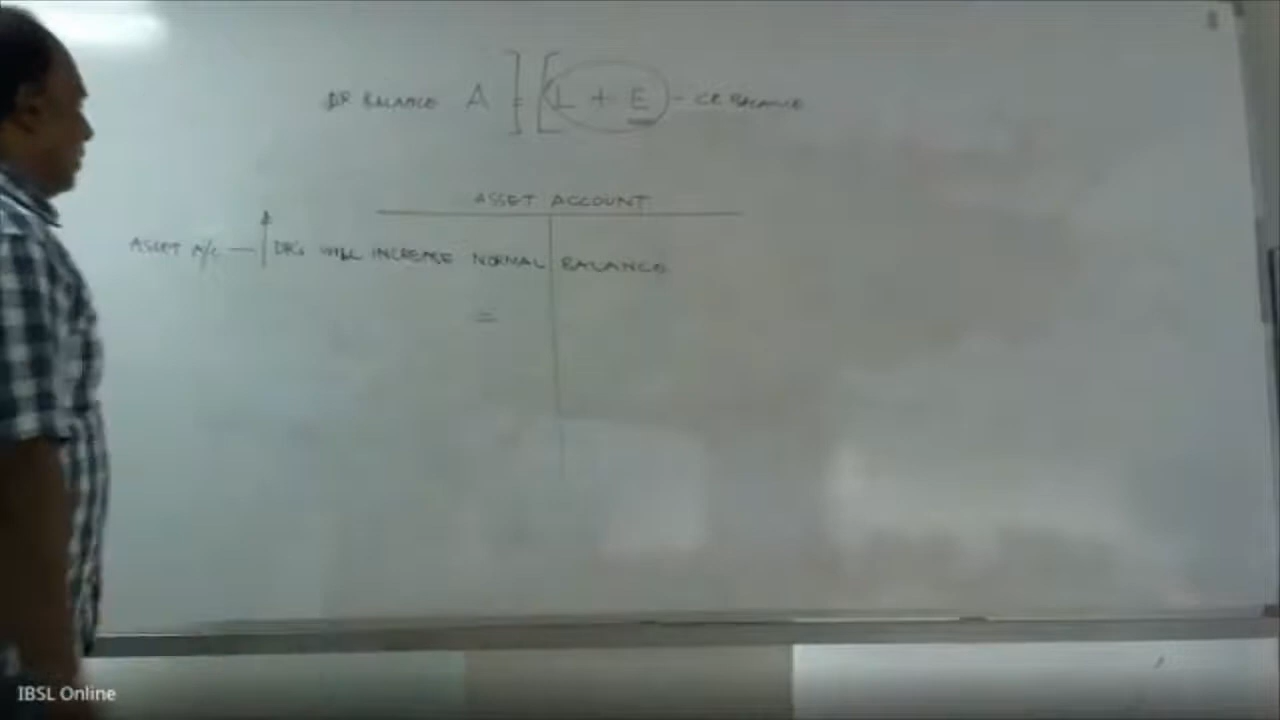 DR BALANCE A ] = [ L + E - CR BALANCE
ASSET ACCOUNT
ASSET A/C — DR's WILL INCREASE NORMAL BALANCE
=
IBSL Online